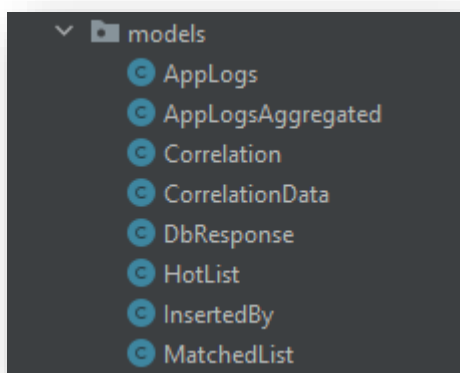 models
AppLogs
AppLogsAggregated
Correlation
CorrelationData
DbResponse
HotList
InsertedBy
MatchedList